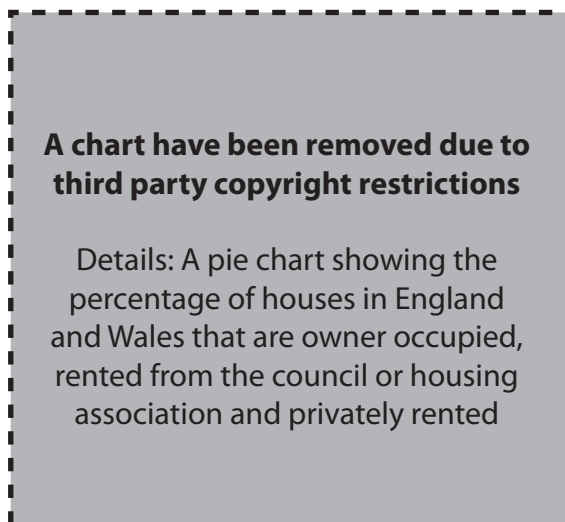 A chart have been removed due to
third party copyright restrictions
Details: A pie chart showing the
percentage of houses in England
and Wales that are owner occupied,
rented from the council or housing
association and privately rented